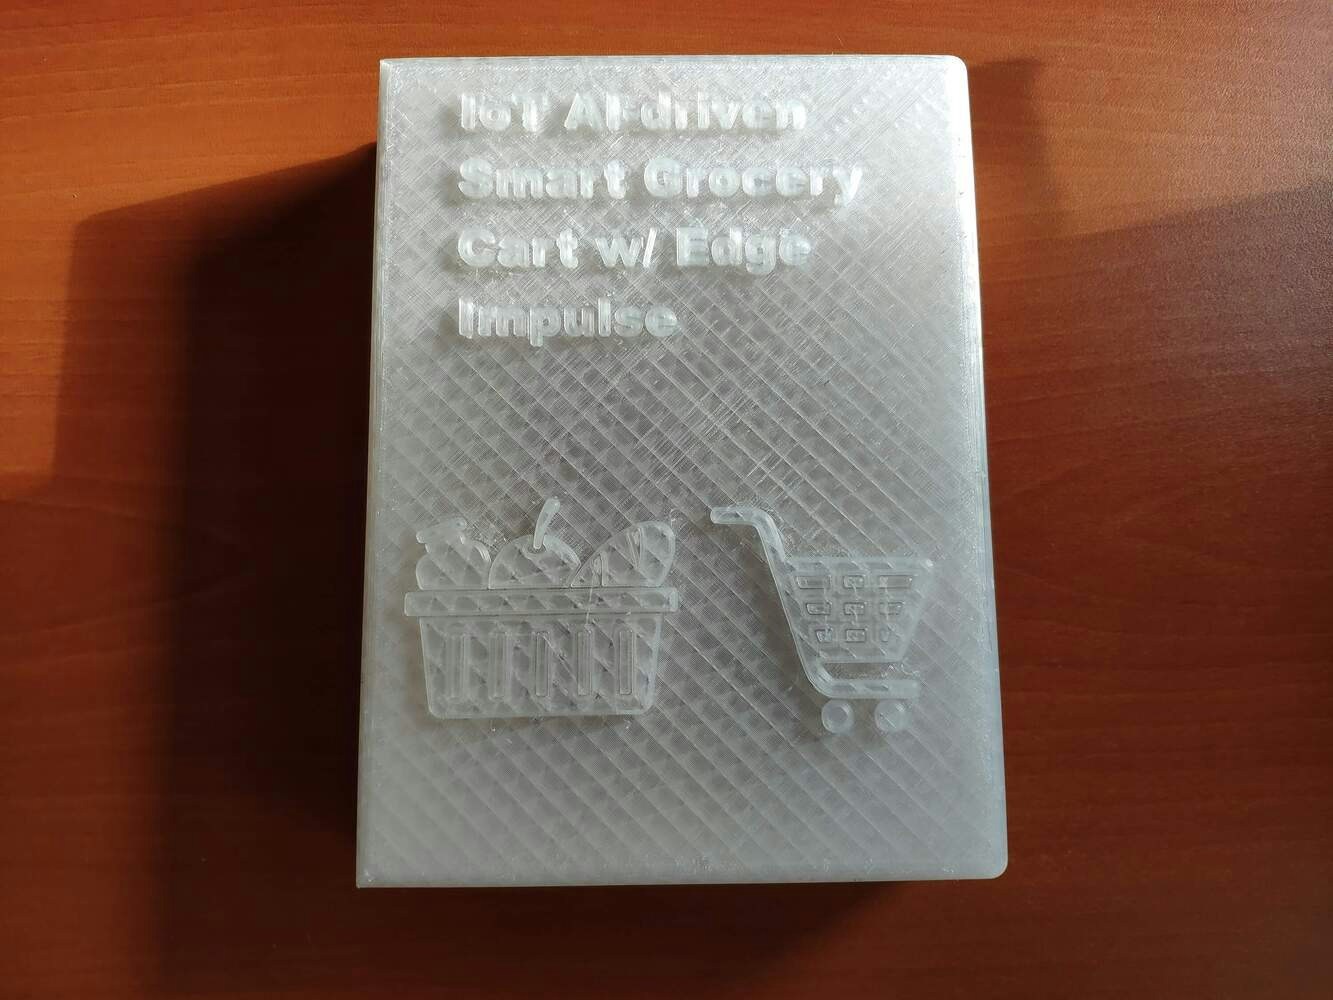 IoT AI-driven
Smart Grocery
Cart w/ Edge
Impulse